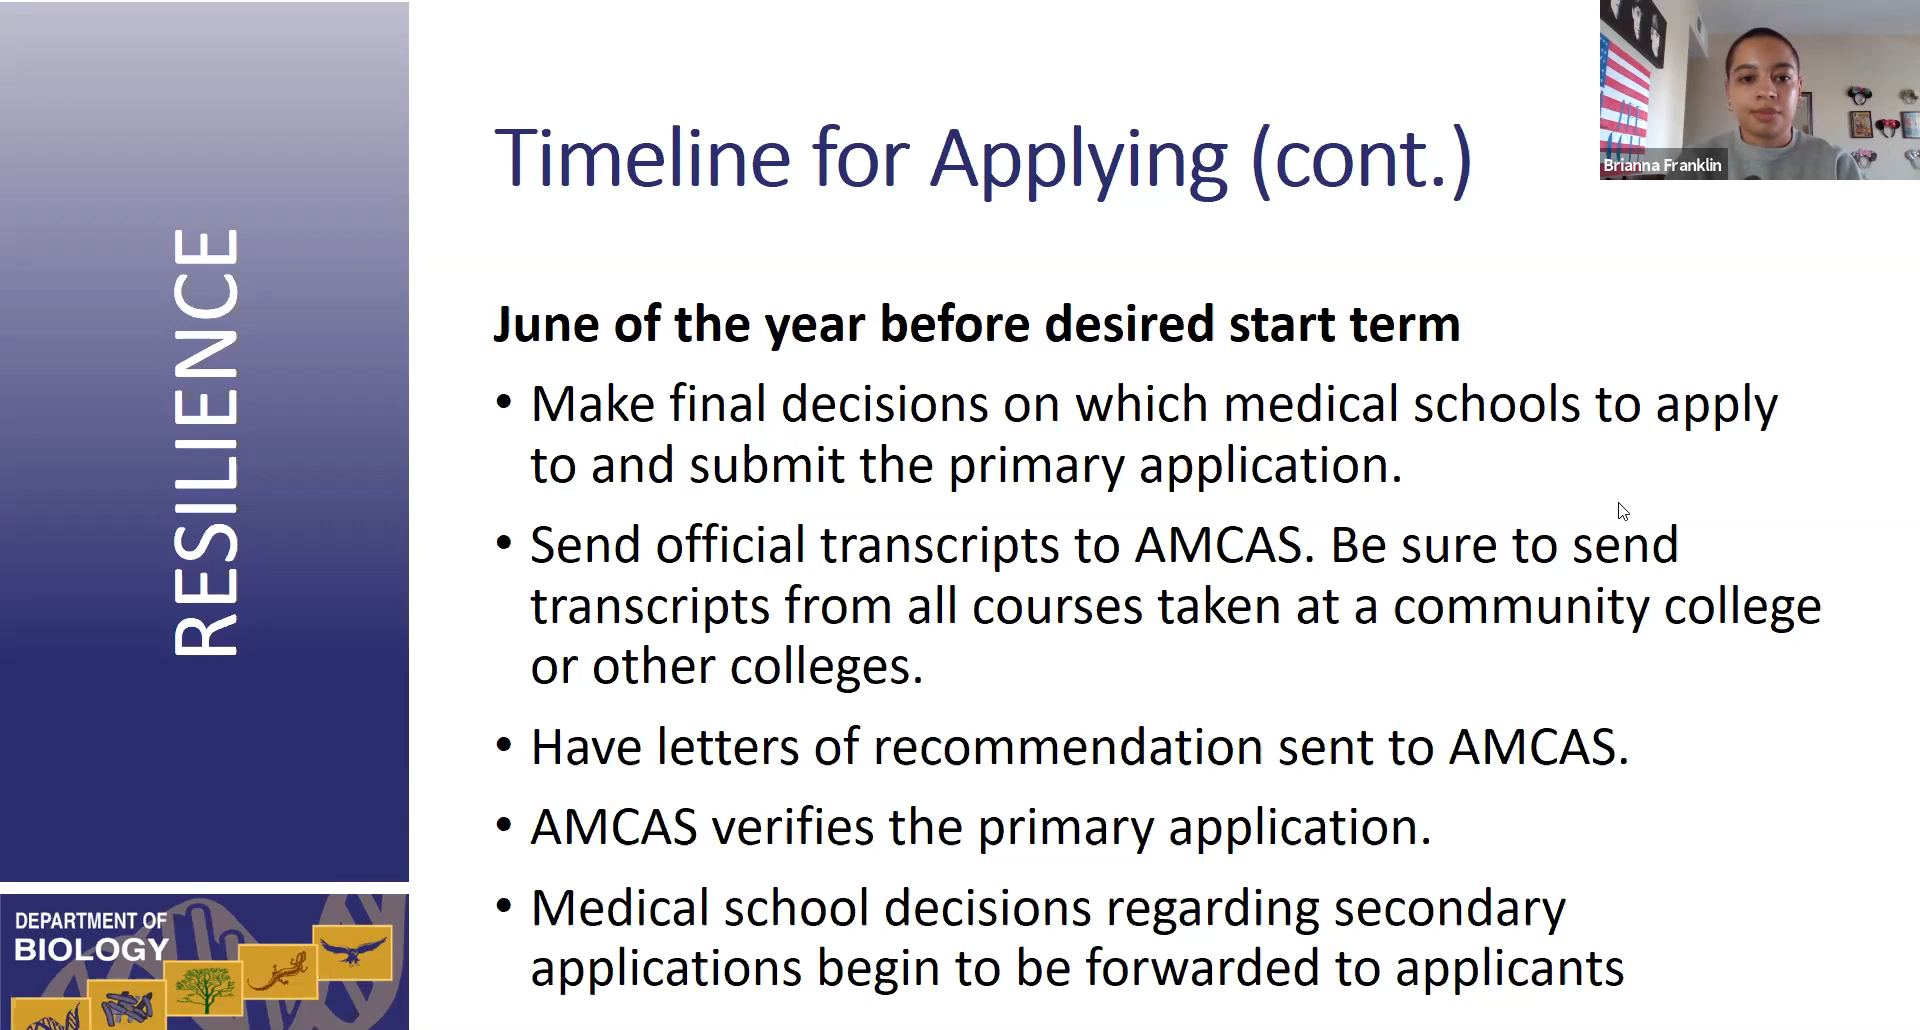 RESILIENCE
Timeline for Applying (cont.)
Brianna Franklin
June of the year before desired start term
• Make final decisions on which medical schools to apply
to and submit the primary application.
• Send official transcripts to AMCAS. Be sure to send
transcripts from all courses taken at a community college
or other colleges.
• Have letters of recommendation sent to AMCAS.
• AMCAS verifies the primary application.
• Medical school decisions regarding secondary
applications begin to be forwarded to applicants
DEPARTMENT OF
BIOLOGY